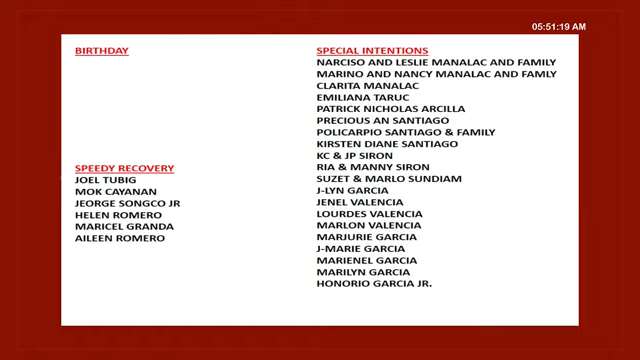 05:51:19 AM
BIRTHDAY
SPEEDY RECOVERY
JOEL TUBIG
MOK CAYANAN
JEORGE SONGCO JR
HELEN ROMERO
MARICEL GRANDA
AILEEN ROMERO
SPECIAL INTENTIONS
NARCISO AND LESLIE MANALAC AND FAMILY
MARINO AND NANCY MANALAC AND FAMLY
CLARITA MANALAC
EMILIANA TARUC
PATRICK NICHOLAS ARCILLA
PRECIOUS AN SANTIAGO
POLICARPIO SANTIAGO & FAMILY
KIRSTEN DIANE SANTIAGO
KC & JP SIRON
RIA & MANNY SIRON
SUZET & MARLO SUNDIAM
J-LYN GARCIA
JENEL VALENCIA
LOURDES VALENCIA
MARLON VALENCIA
MARJURIE GARCIA
J-MARIE GARCIA
MARIENEL GARCIA
MARILYN GARCIA
HONORIO GARCIA JR.